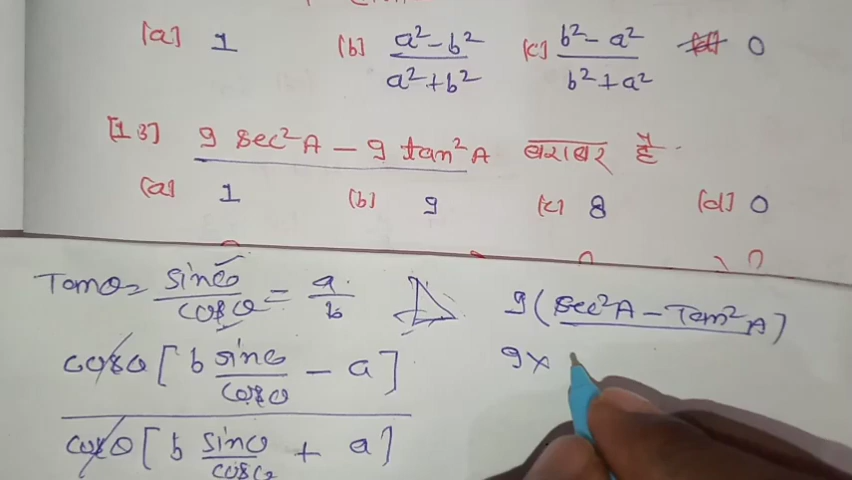 (a) 1 (b) a²-b² / a²+b² (c) b²-a² / b²+a² 0
[13] 9 sec²A - 9 tan²A बराबर है
(a) 1 (b) 9 (c) 8 (d) 0
Tanθ = sinθ / cosθ = a / b
9(sec²A - Tan²A)
cosθ[b sinθ / cosθ - a]
9×
cosθ[b sinθ / cosθ + a]